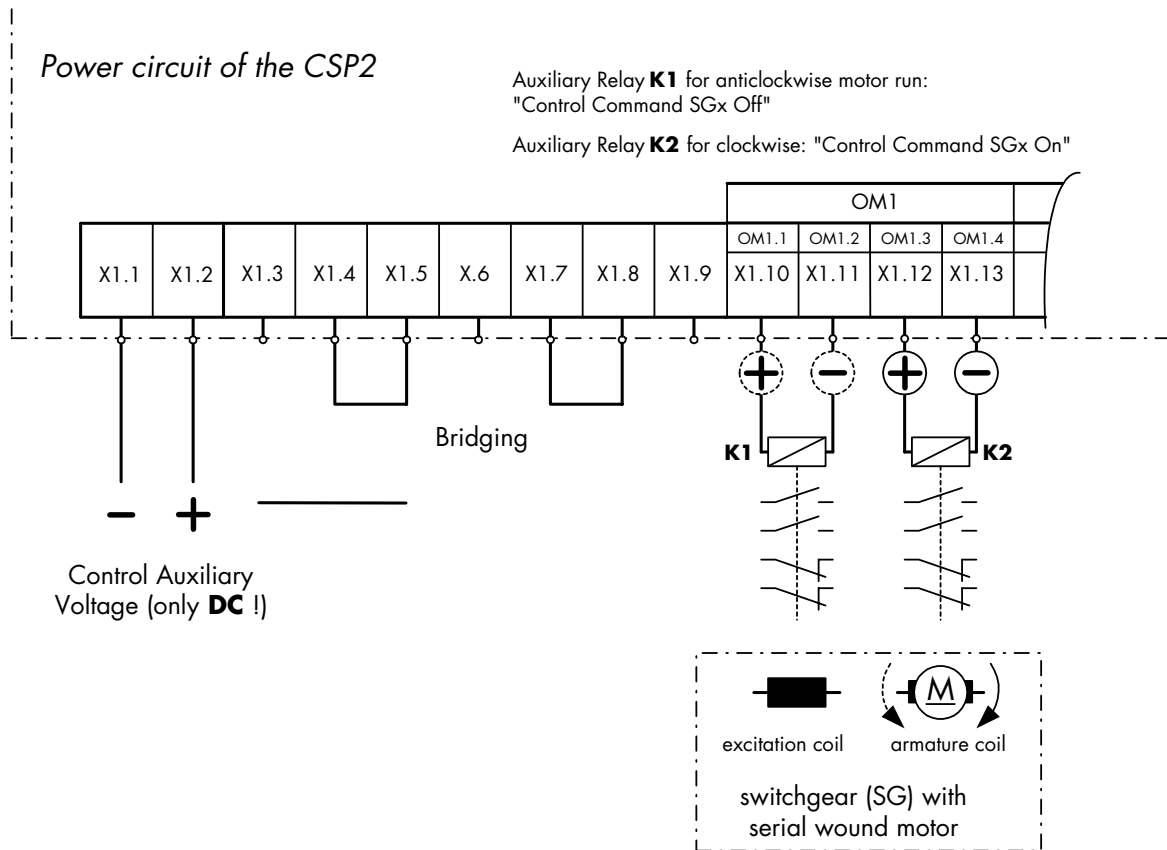 Power circuit of the CSP2
Auxiliary Relay K1 for anticlockwise motor run:
"Control Command SGx Off"
Auxiliary Relay K2 for clockwise: "Control Command SGx On"
OM1
OM1.1 OM1.2 OM1.3 OM1.4
X1.1 X1.2 X1.3 X1.4 X1.5 X.6 X1.7 X1.8 X1.9 X1.10 X1.11 X1.12 X1.13
+ - + -
Bridging
K1 K2
- +
Control Auxiliary
Voltage (only DC !)
M
excitation coil armature coil
switchgear (SG) with
serial wound motor